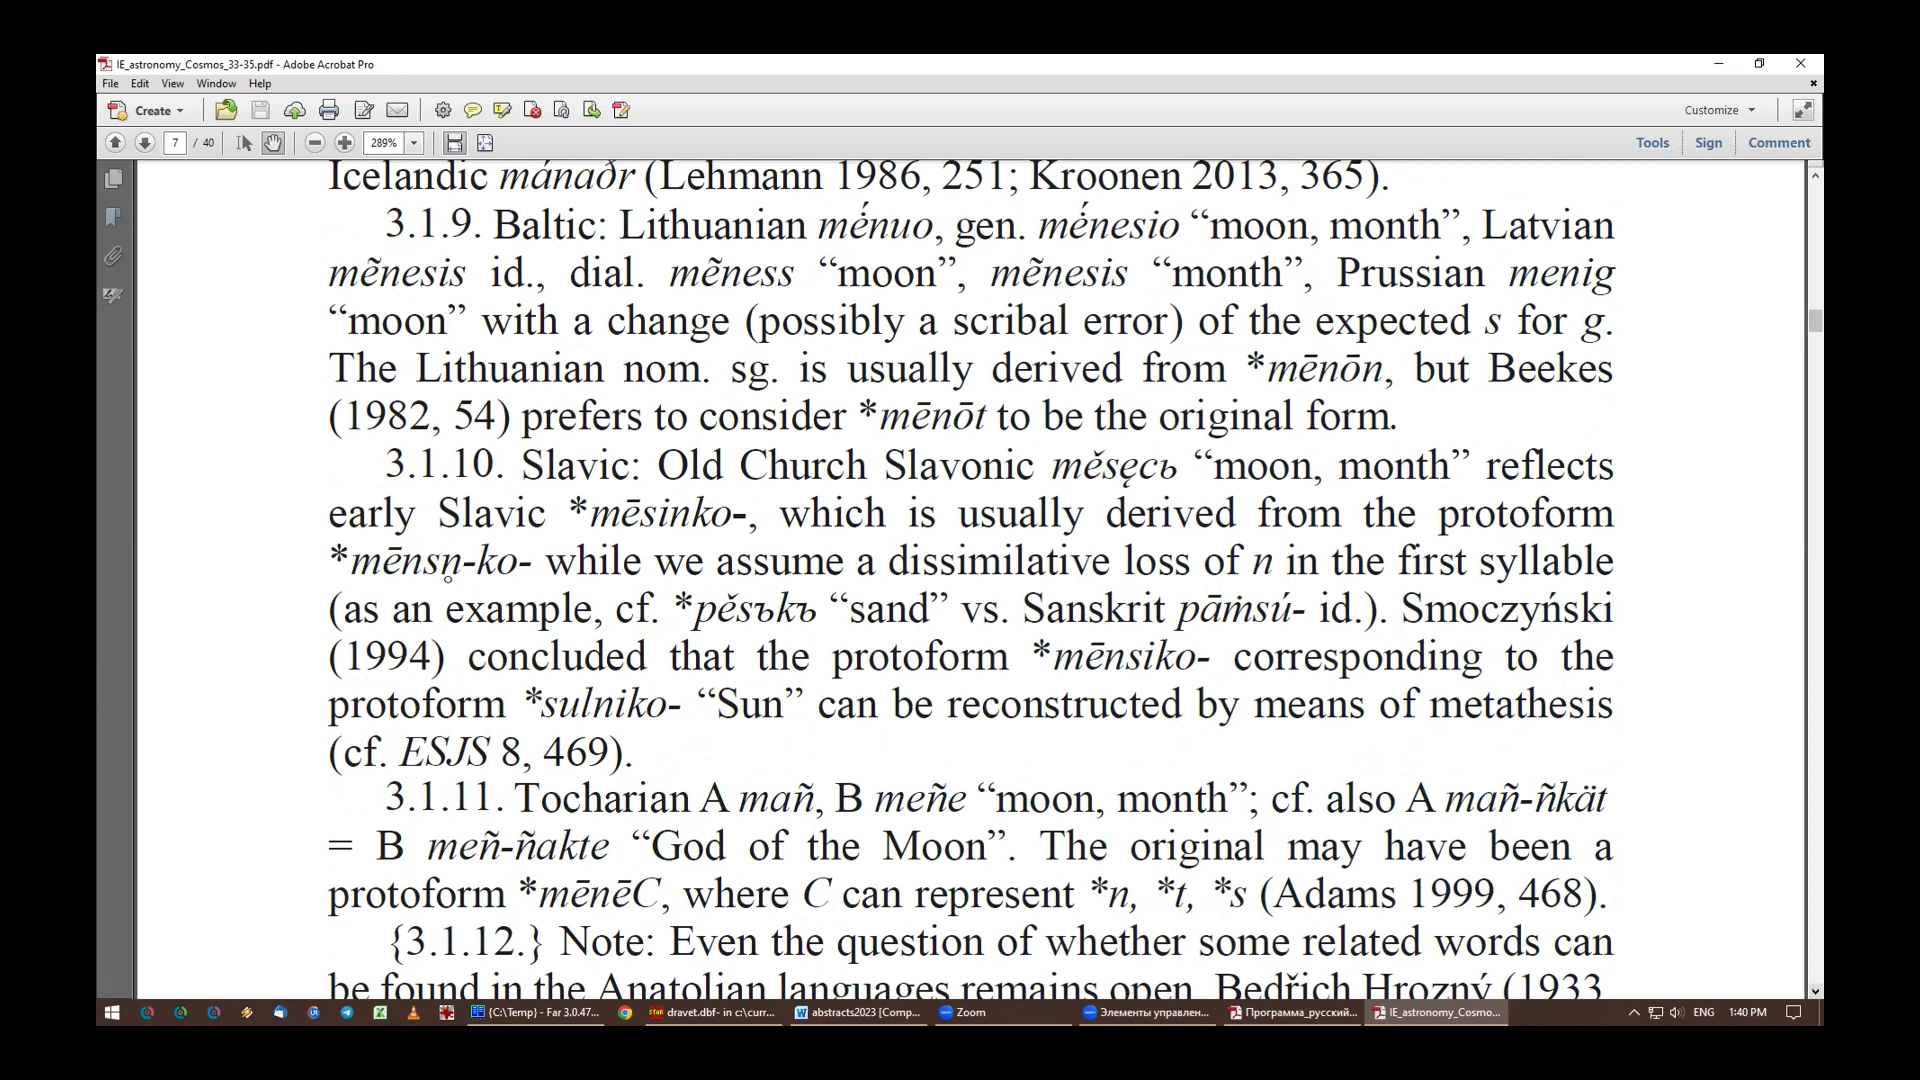 IE_astronomy_Cosmos_33-35.pdf - Adobe Acrobat Pro
File Edit View Window Help
Create Customize
7 / 40 289% Tools Sign Comment
Icelandic mánaðr (Lehmann 1986, 251; Kroonen 2013, 365).
3.1.9. Baltic: Lithuanian mė́nuo, gen. mė́nesio “moon, month”, Latvian
mẽnesis id., dial. mẽness “moon”, mẽnesis “month”, Prussian menig
“moon” with a change (possibly a scribal error) of the expected s for g.
The Lithuanian nom. sg. is usually derived from *mēnōn, but Beekes
(1982, 54) prefers to consider *mēnōt to be the original form.
3.1.10. Slavic: Old Church Slavonic měsęcь “moon, month” reflects
early Slavic *mēsinko-, which is usually derived from the protoform
*mēnsn̥-ko- while we assume a dissimilative loss of n in the first syllable
(as an example, cf. *pěsъkъ “sand” vs. Sanskrit pāṁsú- id.). Smoczyński
(1994) concluded that the protoform *mēnsiko- corresponding to the
protoform *sulniko- “Sun” can be reconstructed by means of metathesis
(cf. ESJS 8, 469).
3.1.11. Tocharian A mañ, B meñe “moon, month”; cf. also A mañ-ñkät
= B meñ-ñakte “God of the Moon”. The original may have been a
protoform *mēnēC, where C can represent *n, *t, *s (Adams 1999, 468).
{3.1.12.} Note: Even the question of whether some related words can
be found in the Anatolian languages remains open. Bedřich Hrozný (1933,
{C:\Temp} - Far 3.0.47... dravet.dbf- in c:\curr... abstracts2023 [Comp... Zoom Элементы управлен... Программа_русский... IE_astronomy_Cosmo... ENG 1:40 PM